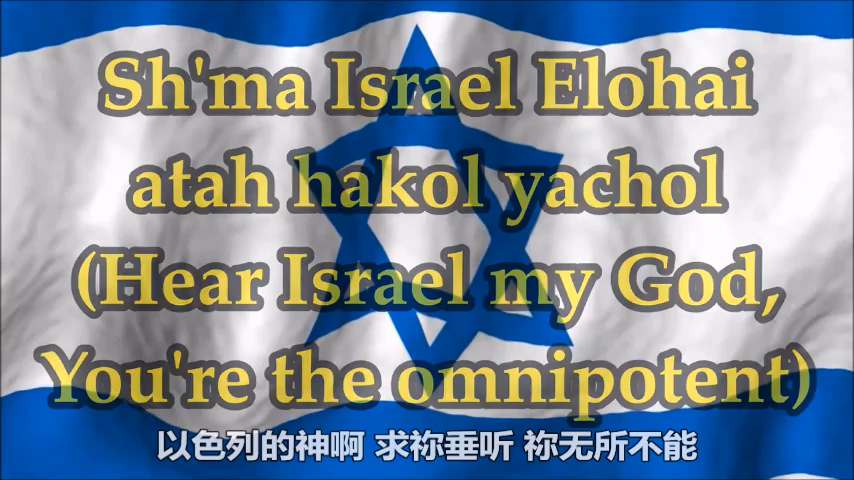 Sh'ma Israel Elohai
atah hakol yachol
(Hear Israel my God,
You're the omnipotent)
以色列的神啊 求祢垂听 祢无所不能